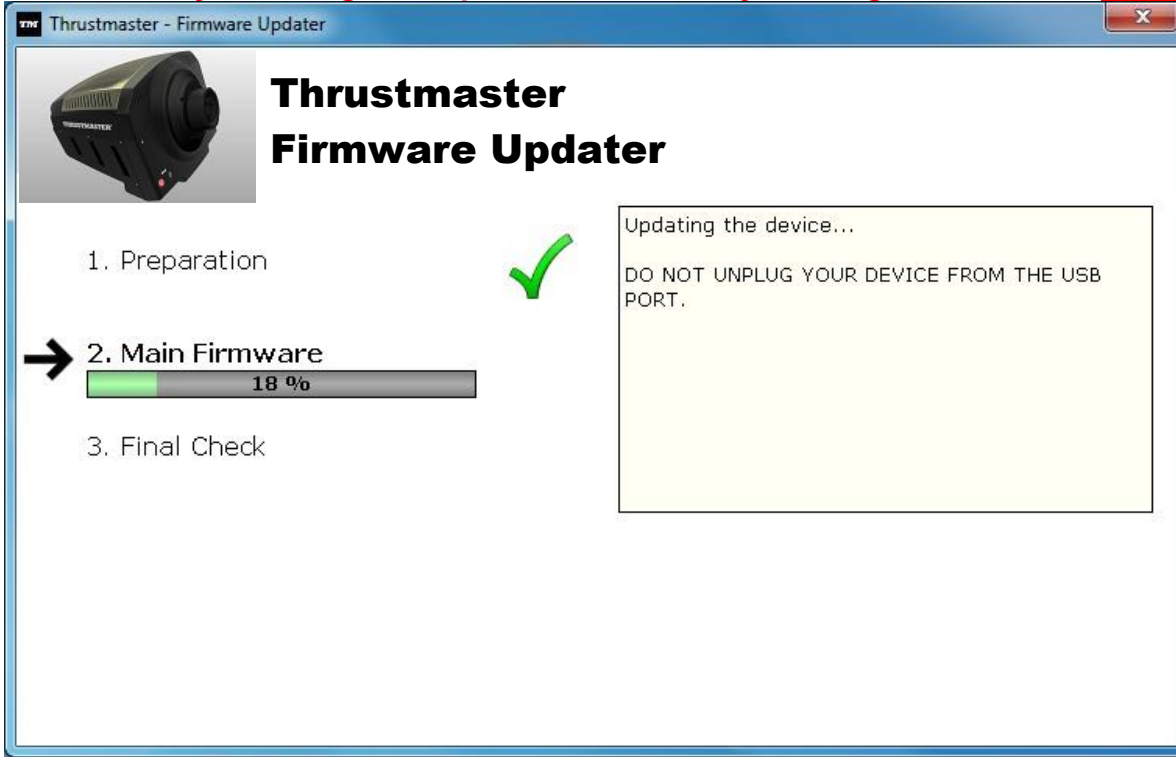 Thrustmaster - Firmware Updater
Thrustmaster
Firmware Updater
1. Preparation
2. Main Firmware
18 %
3. Final Check
Updating the device...
DO NOT UNPLUG YOUR DEVICE FROM THE USB
PORT.